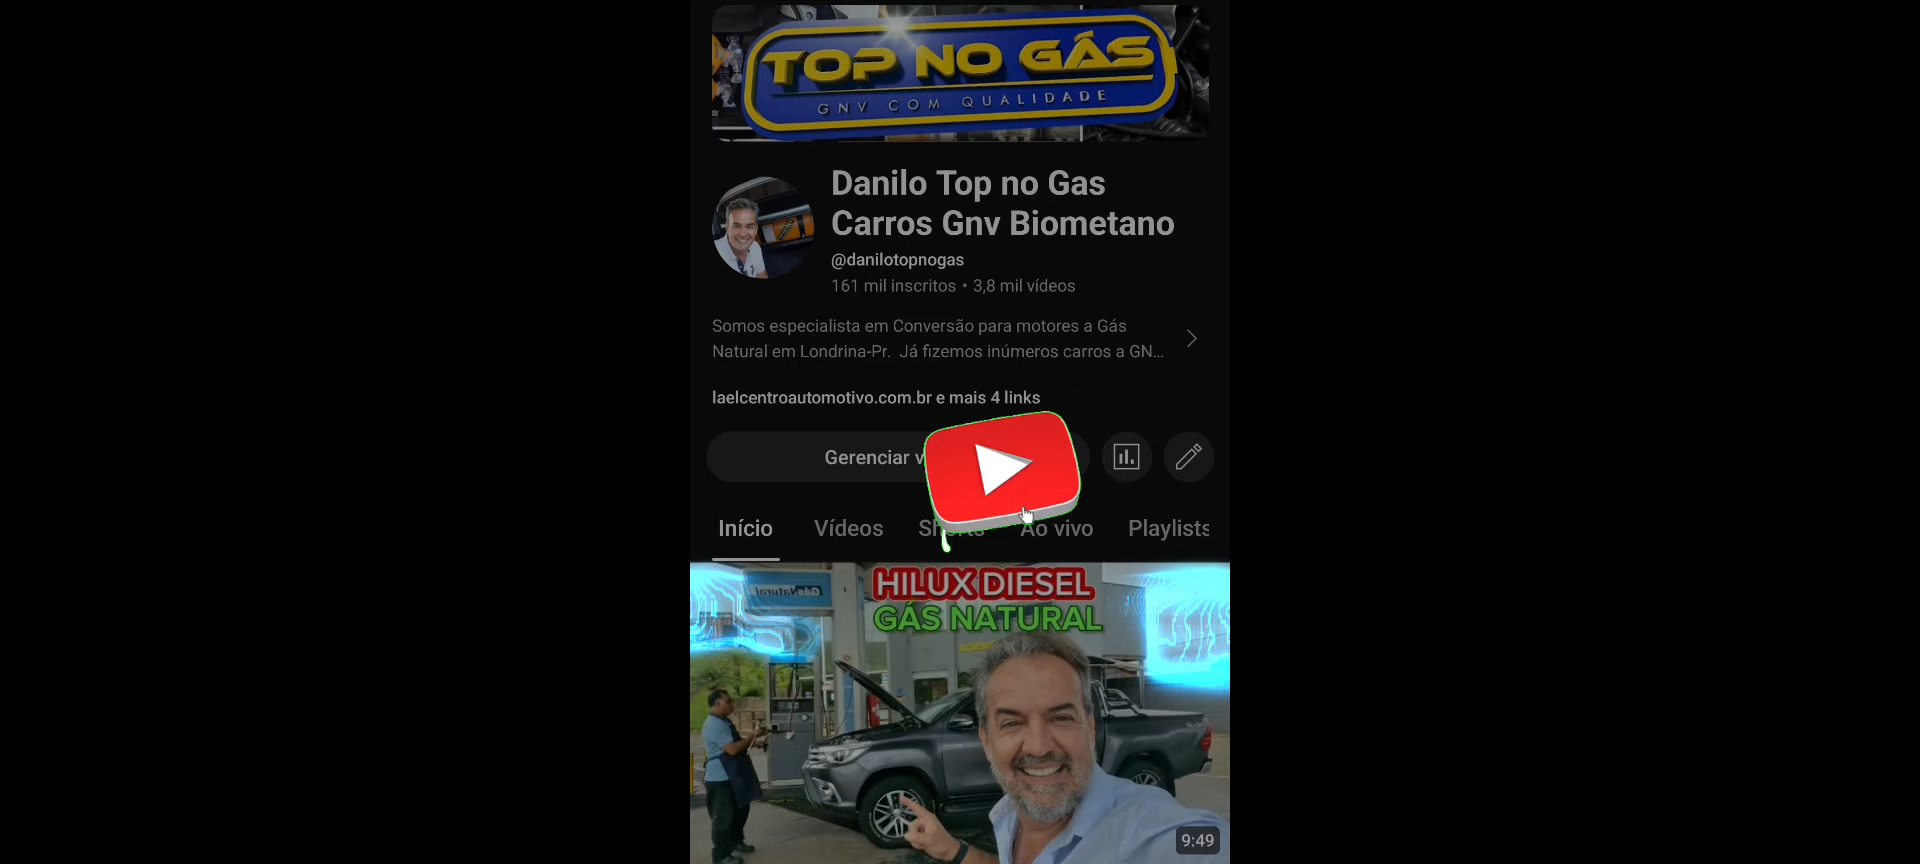 TOP NO GÁS
GNV COM QUALIDADE
Danilo Top no Gas
Carros Gnv Biometano
@danilotopnogas
161 mil inscritos • 3,8 mil vídeos
Somos especialista em Conversão para motores a Gás
Natural em Londrina-Pr. Já fizemos inúmeros carros a GN...
laelcentroautomotivo.com.br e mais 4 links
Gerenciar v
Início Vídeos Shorts Ao vivo Playlists
HILUX DIESEL
GÁS NATURAL
9:49